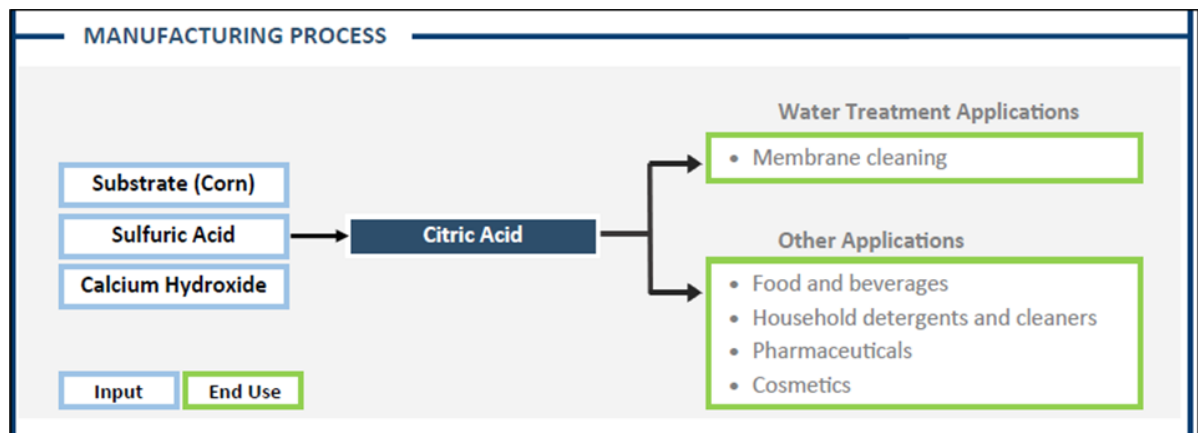 MANUFACTURING PROCESS
Substrate (Corn)
Sulfuric Acid
Calcium Hydroxide
Input
End Use
Citric Acid
Water Treatment Applications
• Membrane cleaning
Other Applications
• Food and beverages
• Household detergents and cleaners
• Pharmaceuticals
• Cosmetics